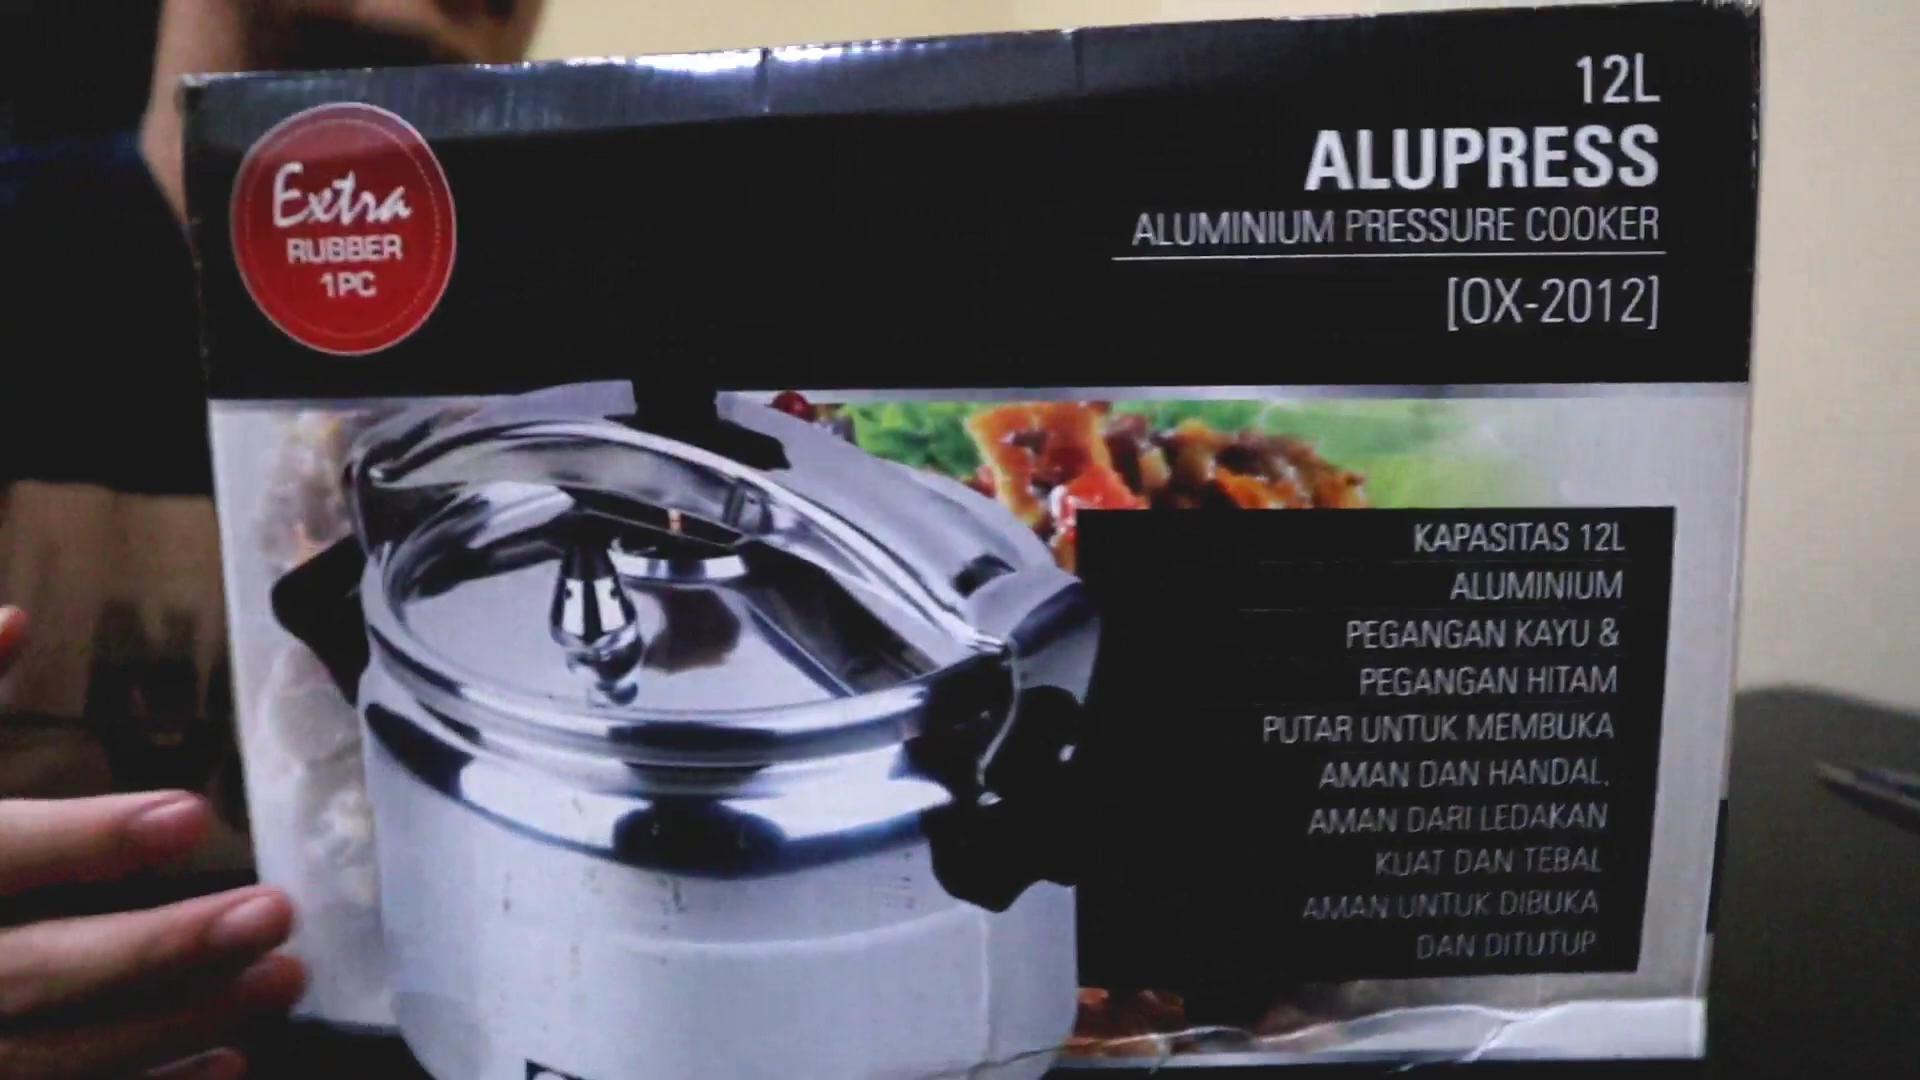 Extra
RUBBER
1PC
12L
ALUPRESS
ALUMINIUM PRESSURE COOKER
[OX-2012]
KAPASITAS 12L
ALUMINIUM
PEGANGAN KAYU &
PEGANGAN HITAM
PUTAR UNTUK MEMBUKA
AMAN DAN HANDAL.
AMAN DARI LEDAKAN
KUAT DAN TEBAL
AMAN UNTUK DIBUKA
DAN DITUTUP